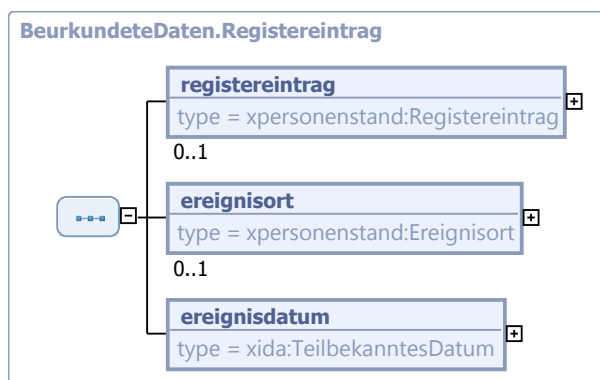 BeurkundeteDaten.Registereintrag
registereintrag
type = xpersonenstand:Registereintrag
0..1
ereignisort
type = xpersonenstand:Ereignisort
0..1
ereignisdatum
type = xida:TeilbekanntesDatum